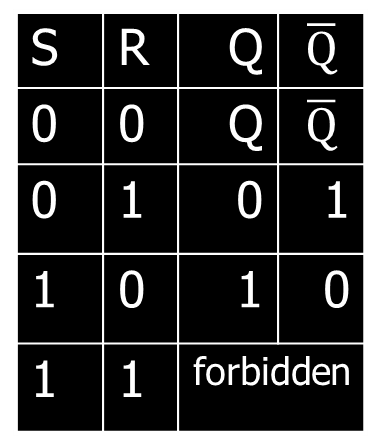 S R Q Q̅
0 0 Q Q̅
0 1 0 1
1 0 1 0
1 1 forbidden